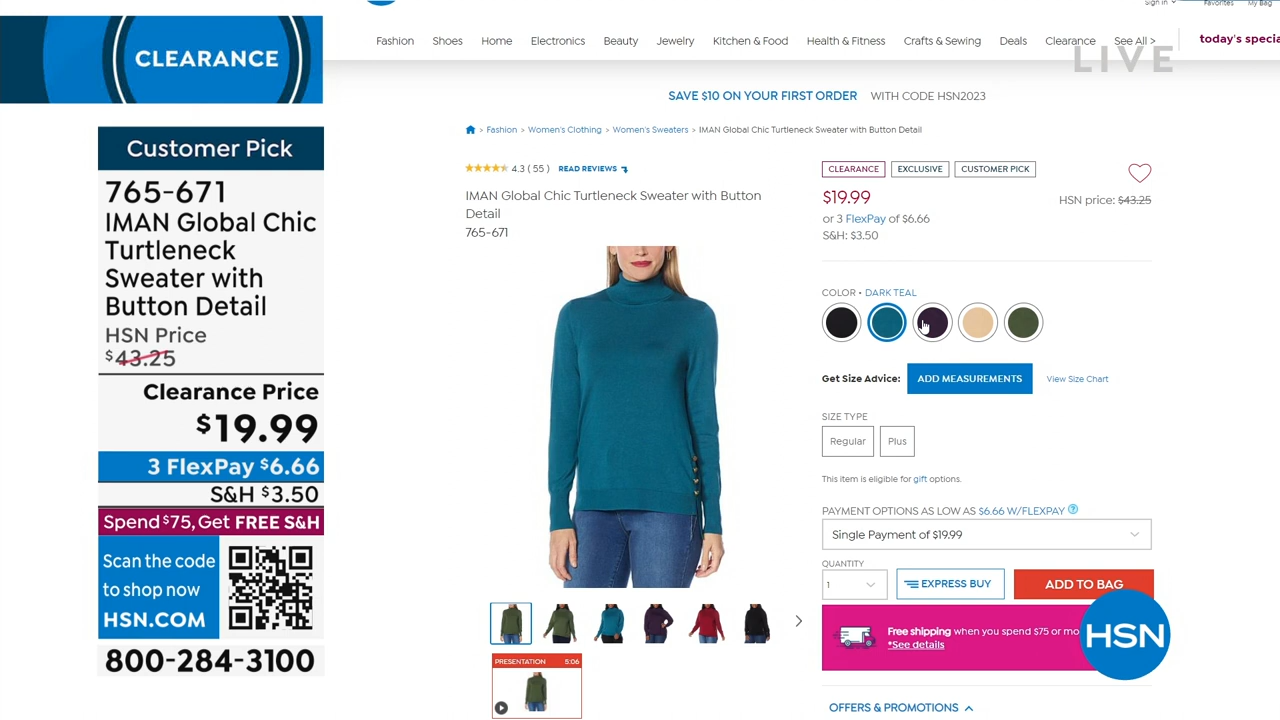 CLEARANCE
Customer Pick
765-671
IMAN Global Chic
Turtleneck
Sweater with
Button Detail
HSN Price
$43.25
Clearance Price
$19.99
3 FlexPay $6.66
S&H $3.50
Spend $75, Get FREE S&H
Scan the code
to shop now
HSN.COM
800-284-3100
Sign in Favorites My Bag
Fashion Shoes Home Electronics Beauty Jewelry Kitchen & Food Health & Fitness Crafts & Sewing Deals Clearance See All >
today's specia
LIVE
SAVE $10 ON YOUR FIRST ORDER WITH CODE HSN2023
> Fashion > Women's Clothing > Women's Sweaters > IMAN Global Chic Turtleneck Sweater with Button Detail
4.3 ( 55 ) READ REVIEWS
IMAN Global Chic Turtleneck Sweater with Button
Detail
765-671
PRESENTATION 5:06
CLEARANCE EXCLUSIVE CUSTOMER PICK
$19.99
HSN price: $43.25
or 3 FlexPay of $6.66
S&H: $3.50
COLOR • DARK TEAL
Get Size Advice: ADD MEASUREMENTS View Size Chart
SIZE TYPE
Regular Plus
This item is eligible for gift options.
PAYMENT OPTIONS AS LOW AS $6.66 W/FLEXPAY ?
Single Payment of $19.99
QUANTITY
1 EXPRESS BUY ADD TO BAG
Free shipping when you spend $75 or mo
*See details
HSN
OFFERS & PROMOTIONS